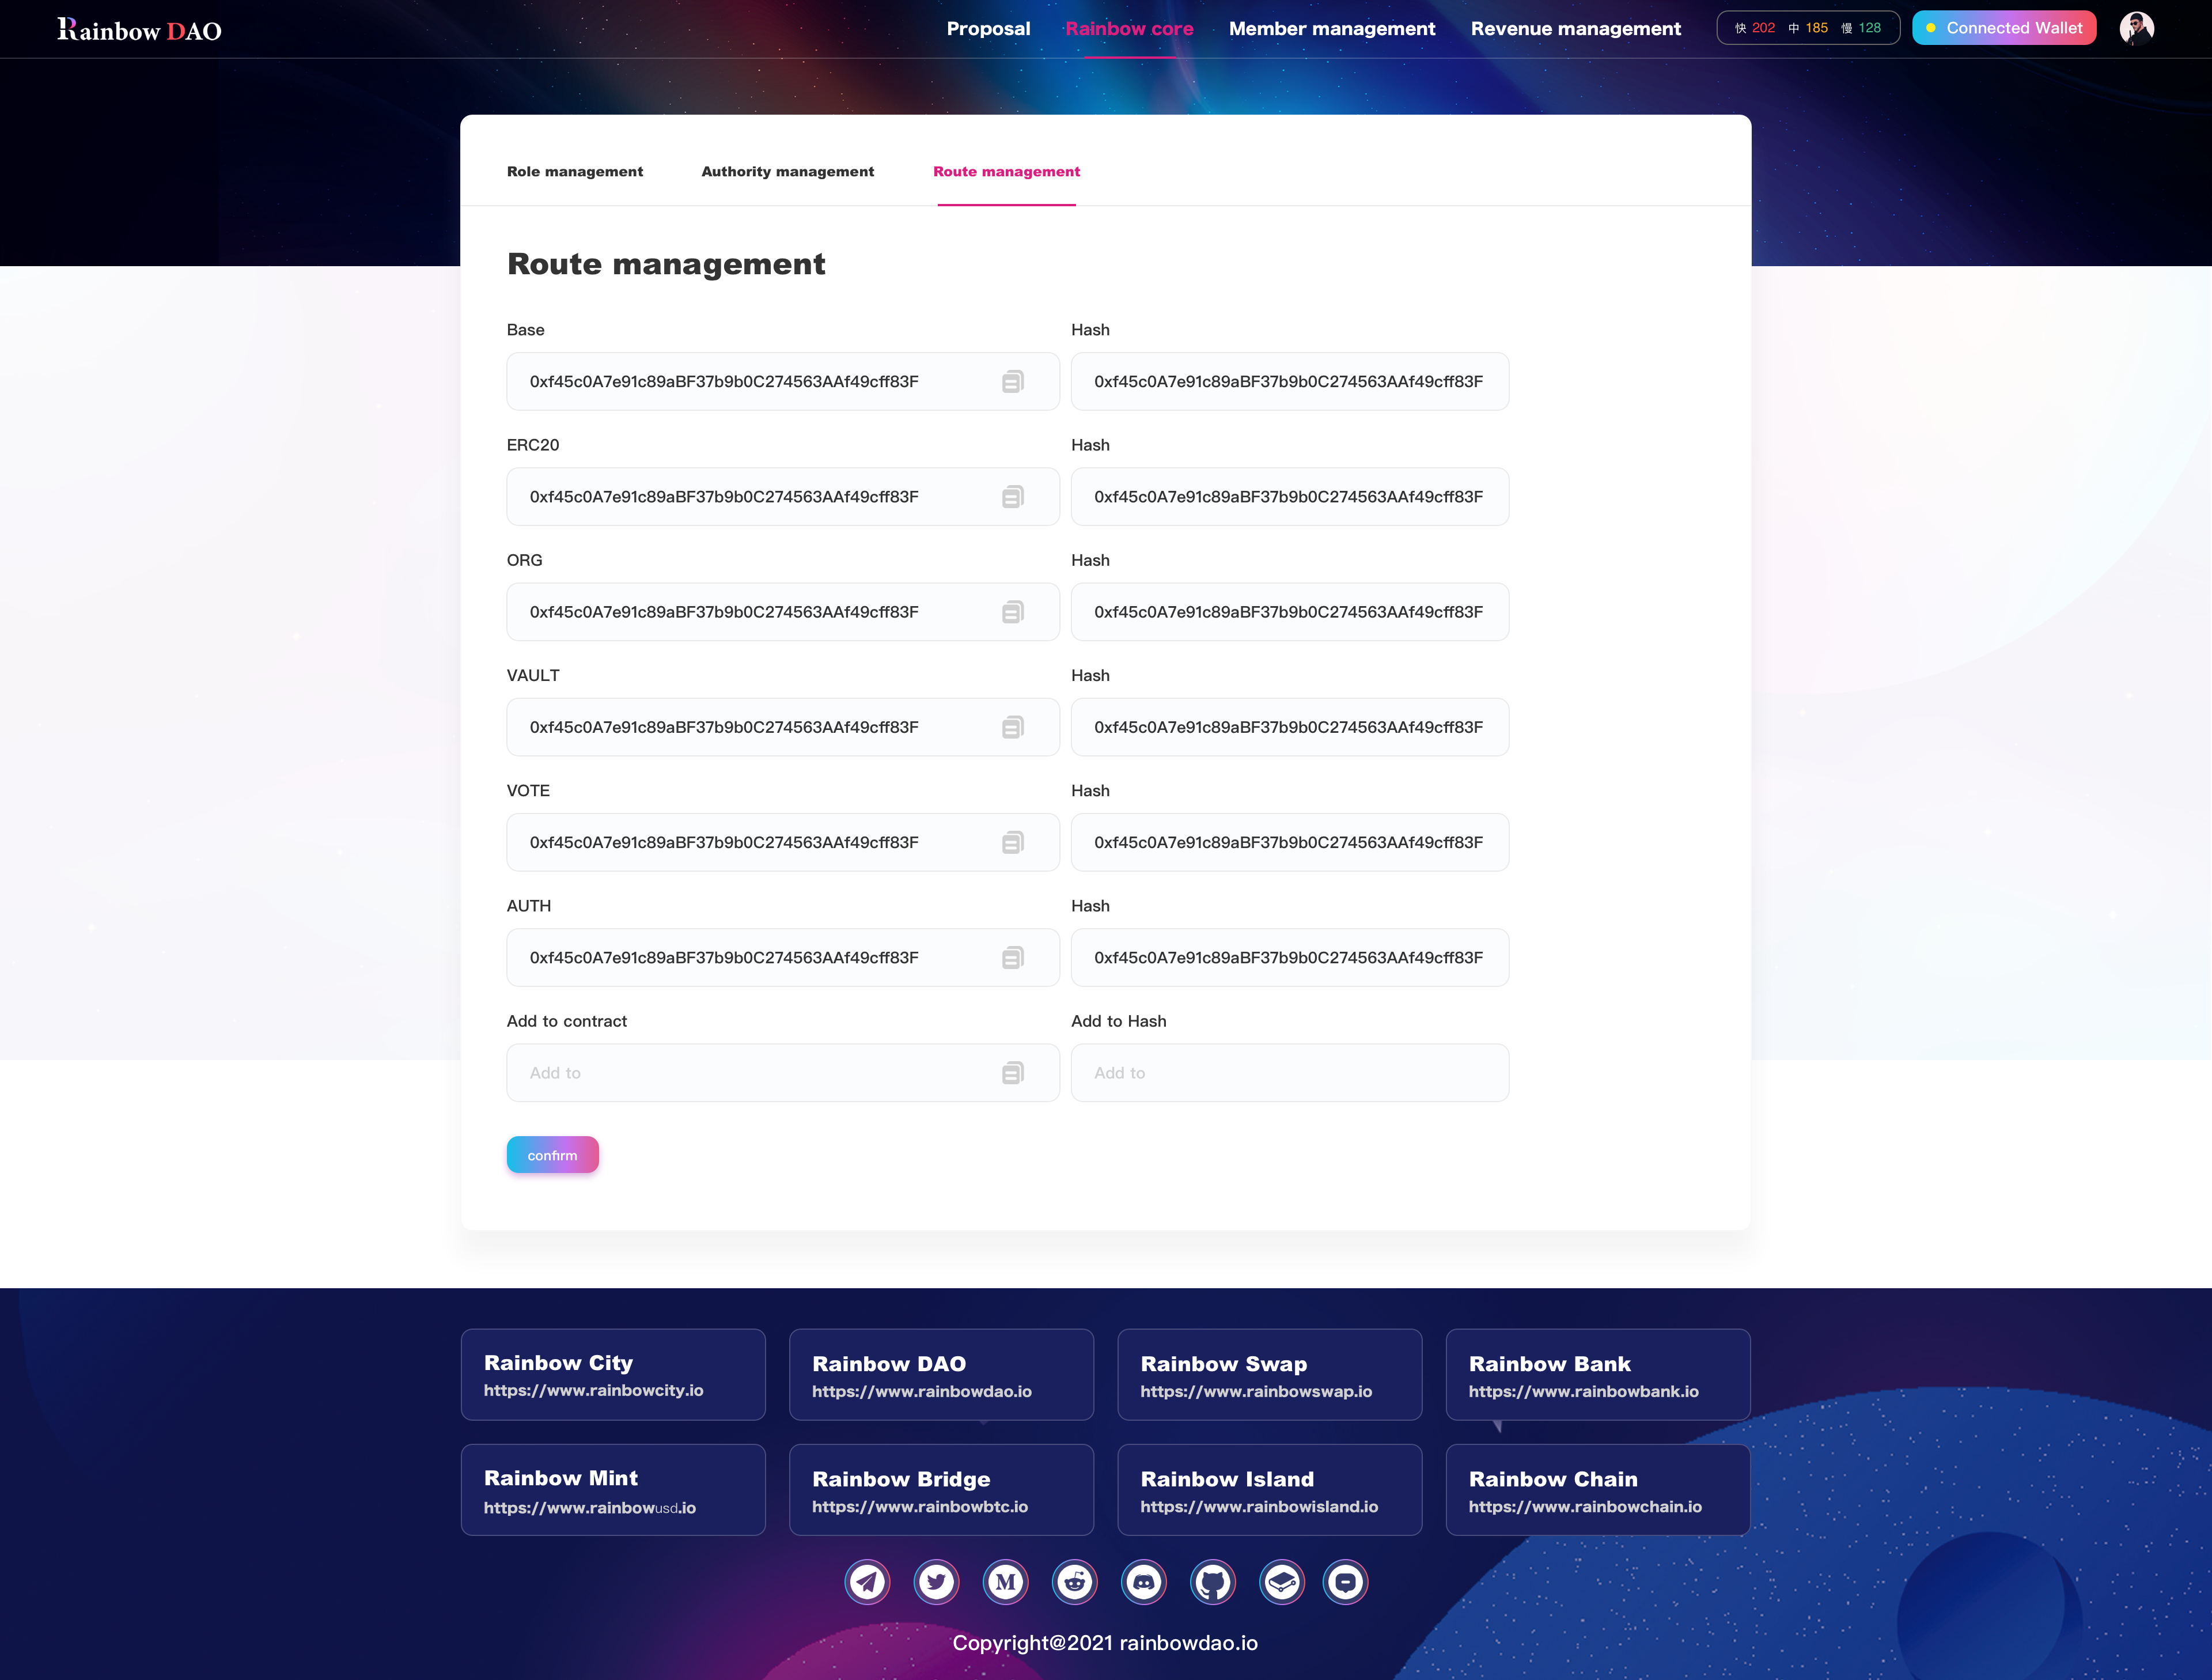 Rainbow DAO
Proposal
Rainbow core
Member management
Revenue management
快 202 中 185 慢 128
Connected Wallet
Role management
Authority management
Route management
Route management
Base
Hash
0xf45c0A7e91c89aBF37b9b0C274563AAf49cff83F
0xf45c0A7e91c89aBF37b9b0C274563AAf49cff83F
ERC20
Hash
0xf45c0A7e91c89aBF37b9b0C274563AAf49cff83F
0xf45c0A7e91c89aBF37b9b0C274563AAf49cff83F
ORG
Hash
0xf45c0A7e91c89aBF37b9b0C274563AAf49cff83F
0xf45c0A7e91c89aBF37b9b0C274563AAf49cff83F
VAULT
Hash
0xf45c0A7e91c89aBF37b9b0C274563AAf49cff83F
0xf45c0A7e91c89aBF37b9b0C274563AAf49cff83F
VOTE
Hash
0xf45c0A7e91c89aBF37b9b0C274563AAf49cff83F
0xf45c0A7e91c89aBF37b9b0C274563AAf49cff83F
AUTH
Hash
0xf45c0A7e91c89aBF37b9b0C274563AAf49cff83F
0xf45c0A7e91c89aBF37b9b0C274563AAf49cff83F
Add to contract
Add to Hash
Add to
Add to
confirm
Rainbow City
https://www.rainbowcity.io
Rainbow DAO
https://www.rainbowdao.io
Rainbow Swap
https://www.rainbowswap.io
Rainbow Bank
https://www.rainbowbank.io
Rainbow Mint
https://www.rainbowusd.io
Rainbow Bridge
https://www.rainbowbtc.io
Rainbow Island
https://www.rainbowisland.io
Rainbow Chain
https://www.rainbowchain.io
Copyright@2021 rainbowdao.io